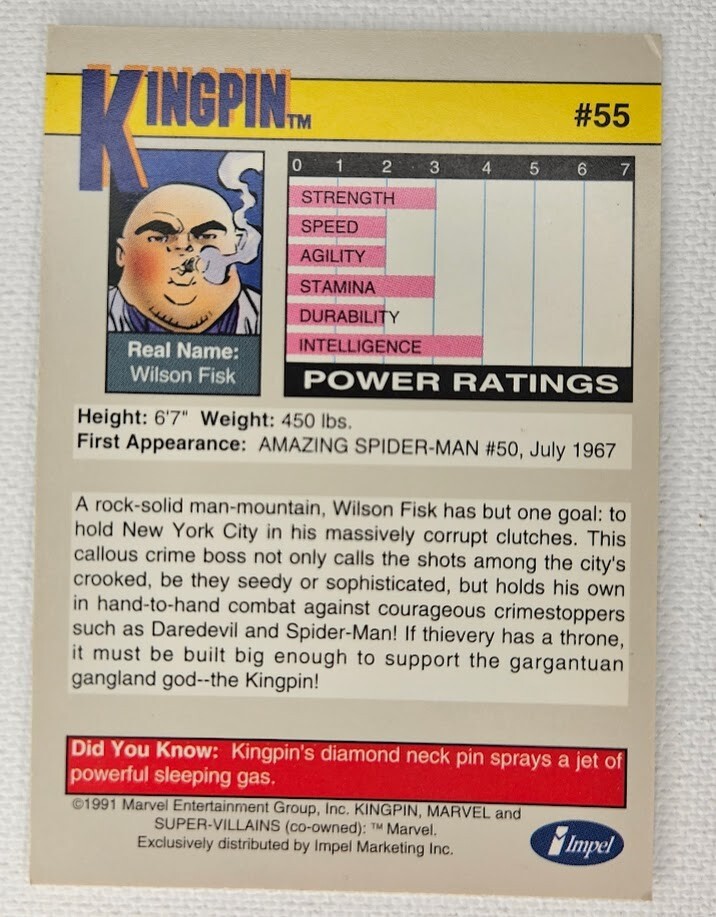 KINGPIN™
#55
0 1 2 3 4 5 6 7
STRENGTH
SPEED
AGILITY
STAMINA
DURABILITY
INTELLIGENCE
POWER RATINGS
Real Name:
Wilson Fisk
Height: 6'7" Weight: 450 lbs.
First Appearance: AMAZING SPIDER-MAN #50, July 1967
A rock-solid man-mountain, Wilson Fisk has but one goal: to
hold New York City in his massively corrupt clutches. This
callous crime boss not only calls the shots among the city's
crooked, be they seedy or sophisticated, but holds his own
in hand-to-hand combat against courageous crimestoppers
such as Daredevil and Spider-Man! If thievery has a throne,
it must be built big enough to support the gargantuan
gangland god--the Kingpin!
Did You Know: Kingpin's diamond neck pin sprays a jet of
powerful sleeping gas.
©1991 Marvel Entertainment Group, Inc. KINGPIN, MARVEL and
SUPER-VILLAINS (co-owned): ™ Marvel.
Exclusively distributed by Impel Marketing Inc.
Impel